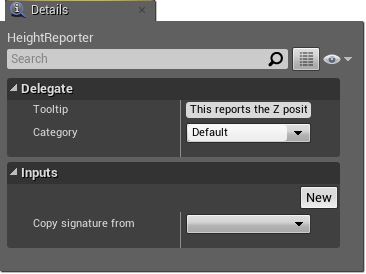 Details
HeightReporter
Search
Delegate
Tooltip This reports the Z posit
Category Default
Inputs
New
Copy signature from